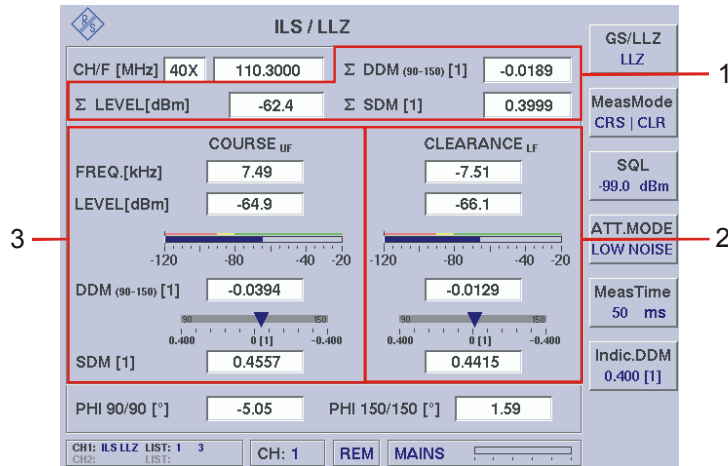 R&S
ILS / LLZ
CH/F [MHz] 40X 110.3000 Σ DDM (90-150) [1] -0.0189
Σ LEVEL[dBm] -62.4 Σ SDM [1] 0.3999
COURSE UF CLEARANCE LF
FREQ.[kHz] 7.49 -7.51
LEVEL[dBm] -64.9 -66.1
-120 -80 -40 -20 -120 -80 -40 -20
DDM (90-150) [1] -0.0394 -0.0129
90 150 90 150
0.400 0 [1] -0.400 0.400 0 [1] -0.400
SDM [1] 0.4557 0.4415
PHI 90/90 [°] -5.05 PHI 150/150 [°] 1.59
CH1: ILS LLZ LIST: 1 3
CH2: LIST:
CH: 1 REM MAINS
GS/LLZ
LLZ
MeasMode
CRS | CLR
SQL
-99.0 dBm
ATT.MODE
LOW NOISE
MeasTime
50 ms
Indic.DDM
0.400 [1]
1
2
3